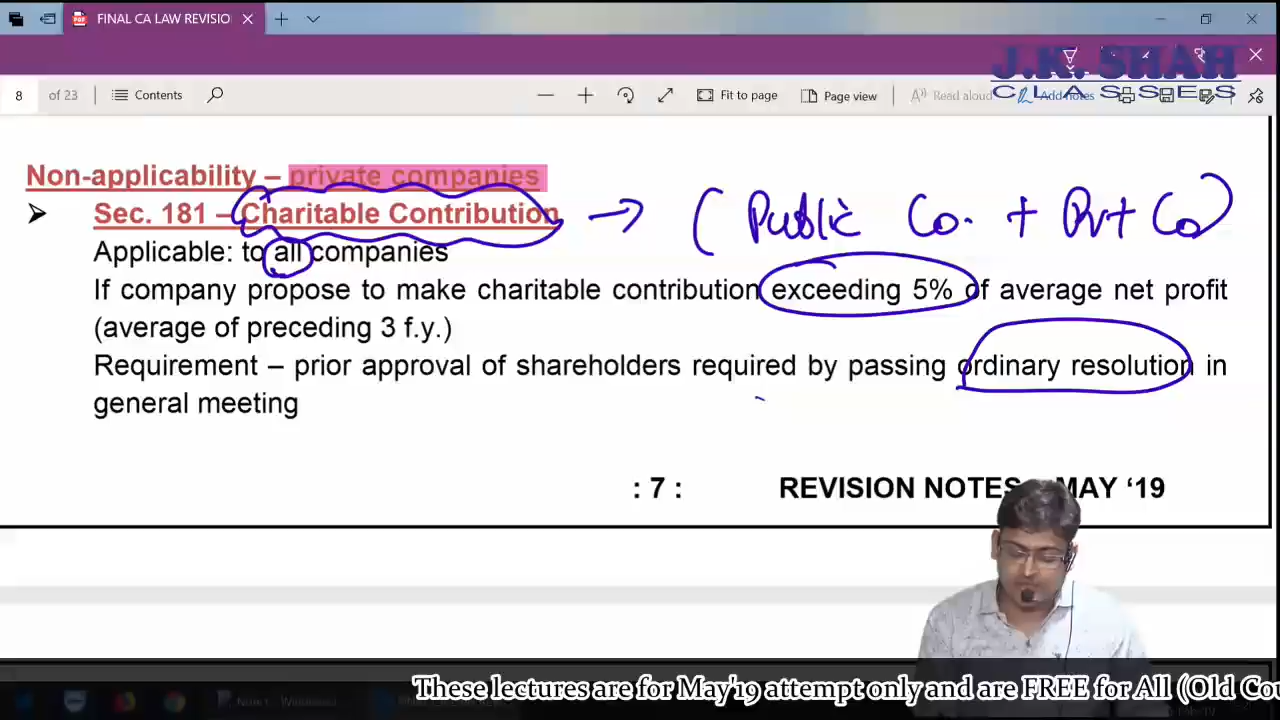 FINAL CA LAW REVISIO
J.K. SHAH
CLASSES
8 of 23 Contents Fit to page Page view Read aloud Add notes
Non-applicability – private companies
➤ Sec. 181 – Charitable Contribution → (Public Co. + Pvt Co)
Applicable: to all companies
If company propose to make charitable contribution exceeding 5% of average net profit
(average of preceding 3 f.y.)
Requirement – prior approval of shareholders required by passing ordinary resolution in
general meeting
: 7 : REVISION NOTES MAY ‘19
These lectures are for May'19 attempt only and are FREE for All (Old Cou